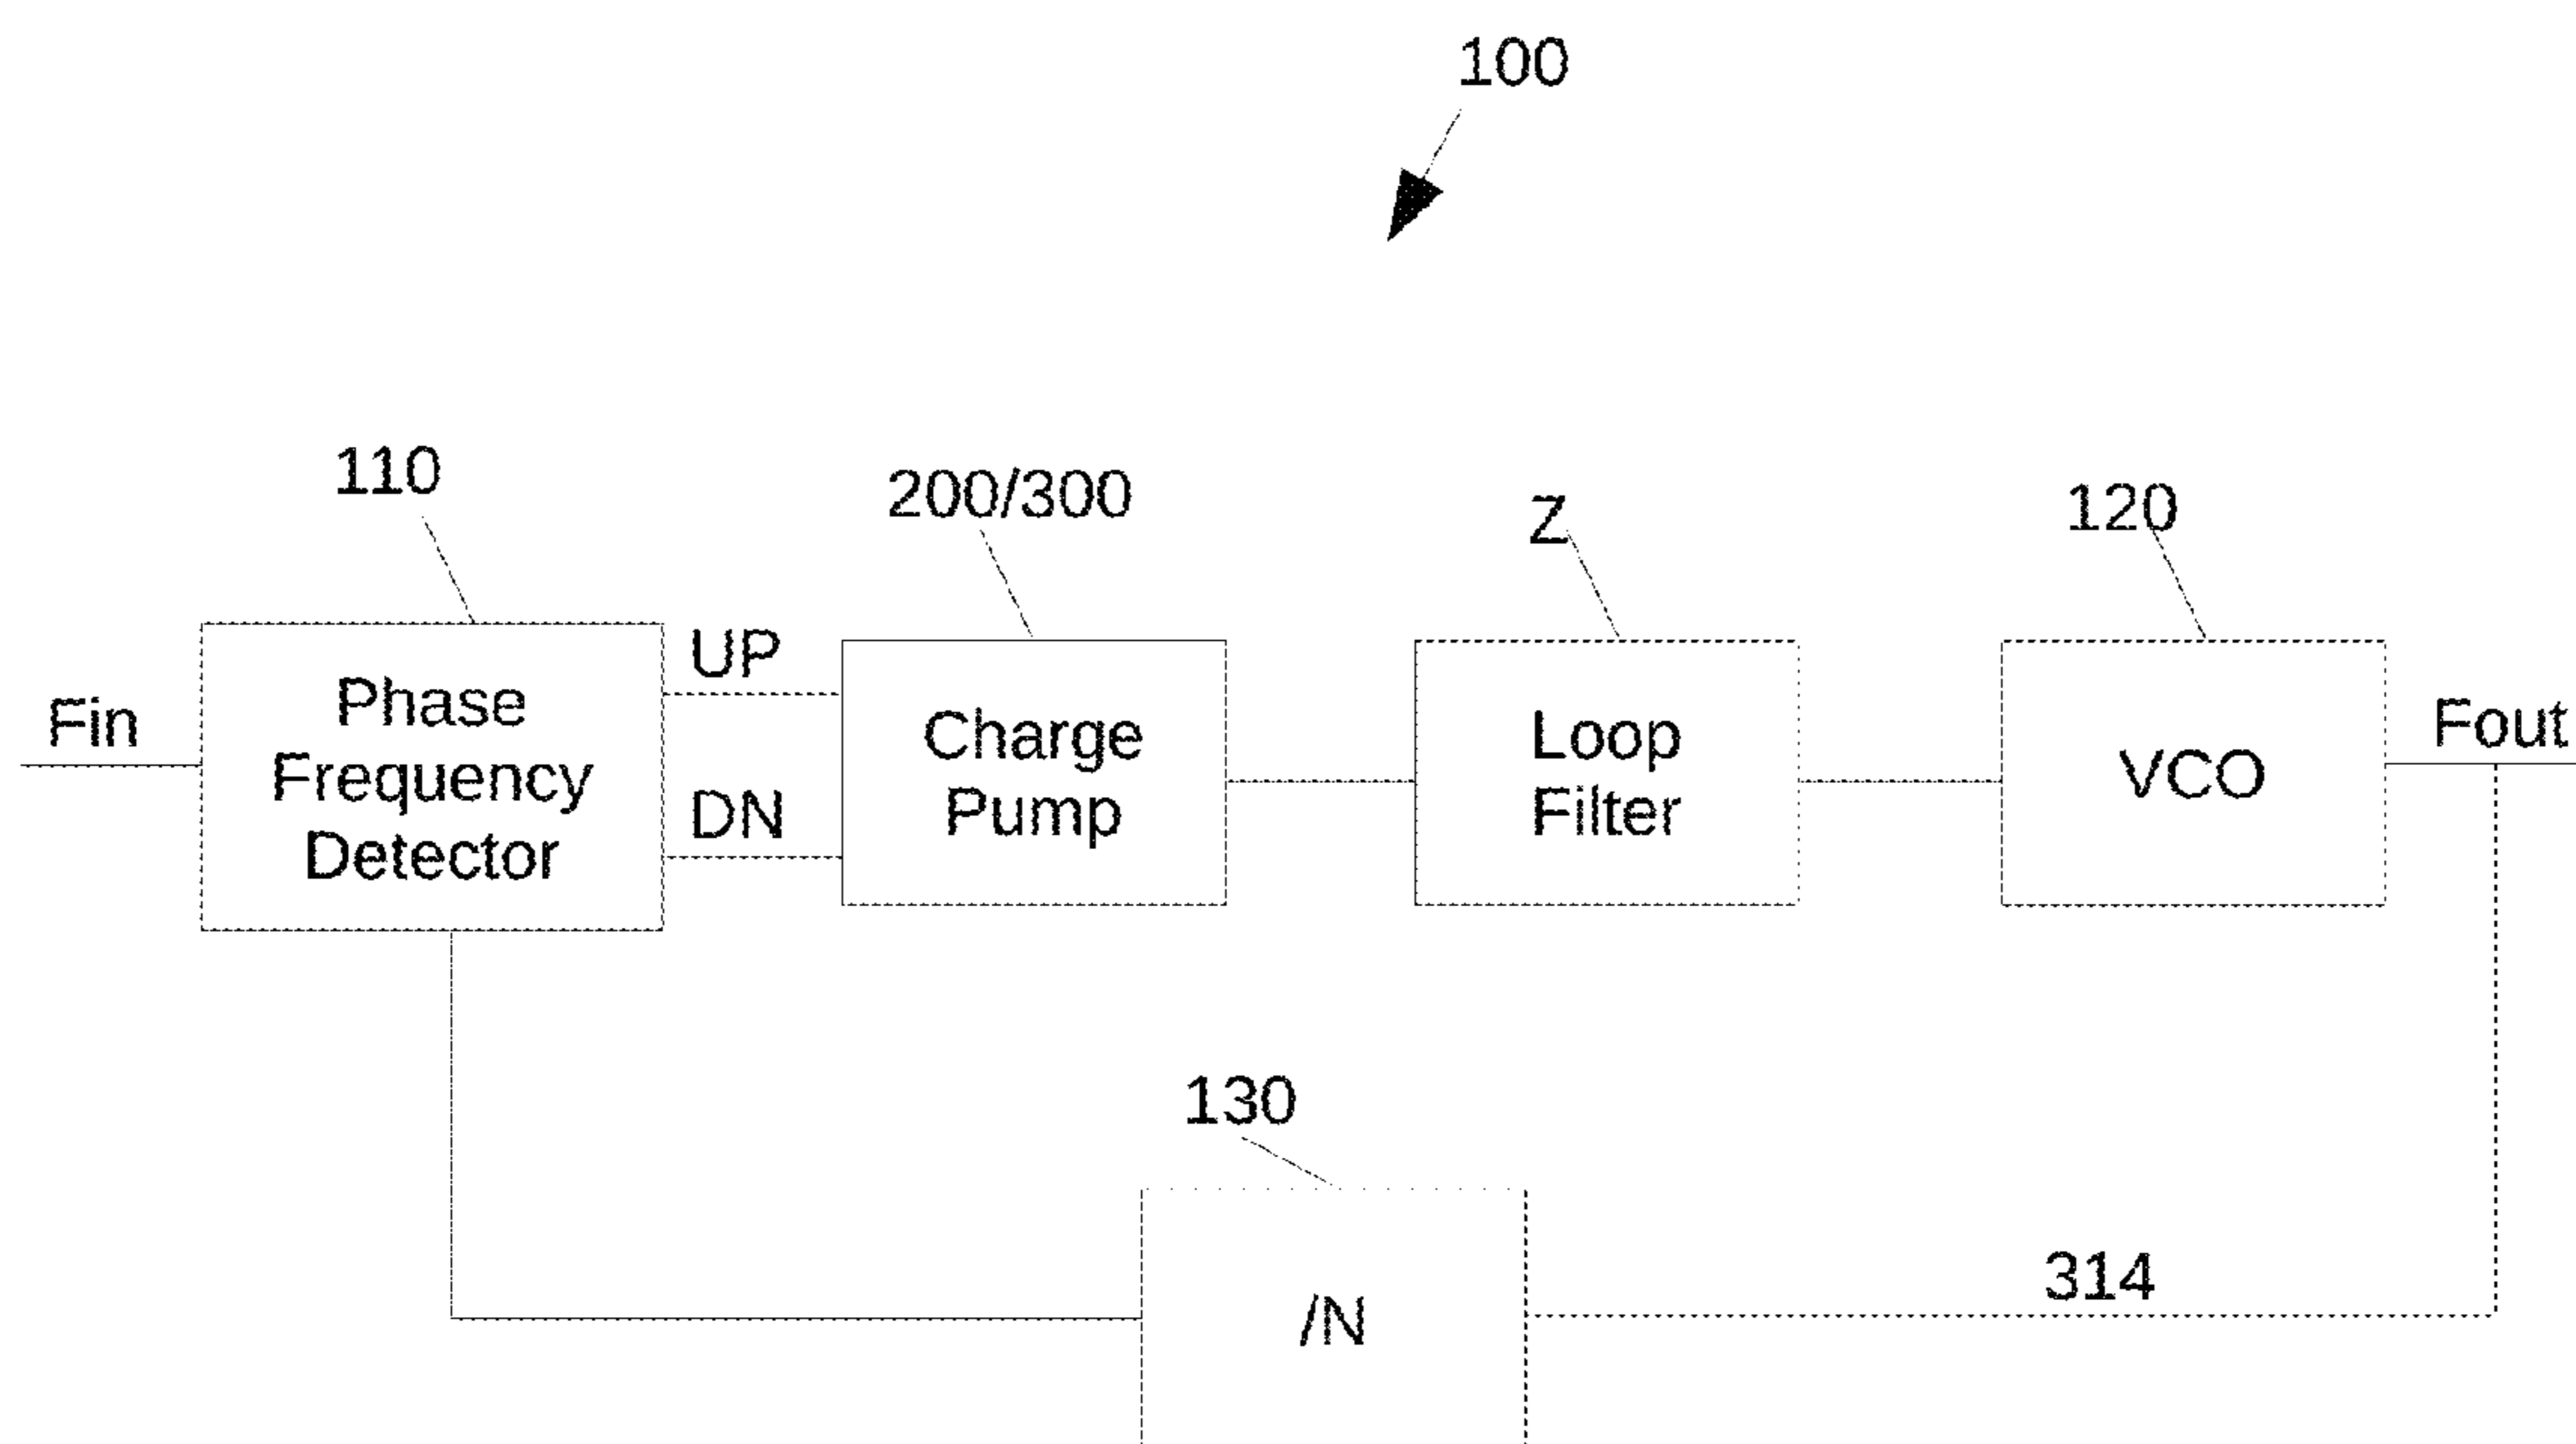 100
110
200/300
Z
120
Fin
Phase
Frequency
Detector
UP
DN
Charge
Pump
Loop
Filter
VCO
Fout
130
/N
314